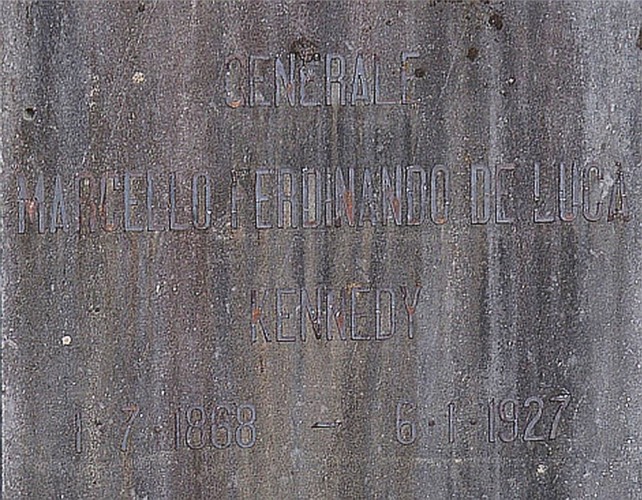 GENERALE
MARCELLO FERDINANDO DE LUCA
KENNEDY
1 · 7 · 1868 - 6 · 1 · 1927